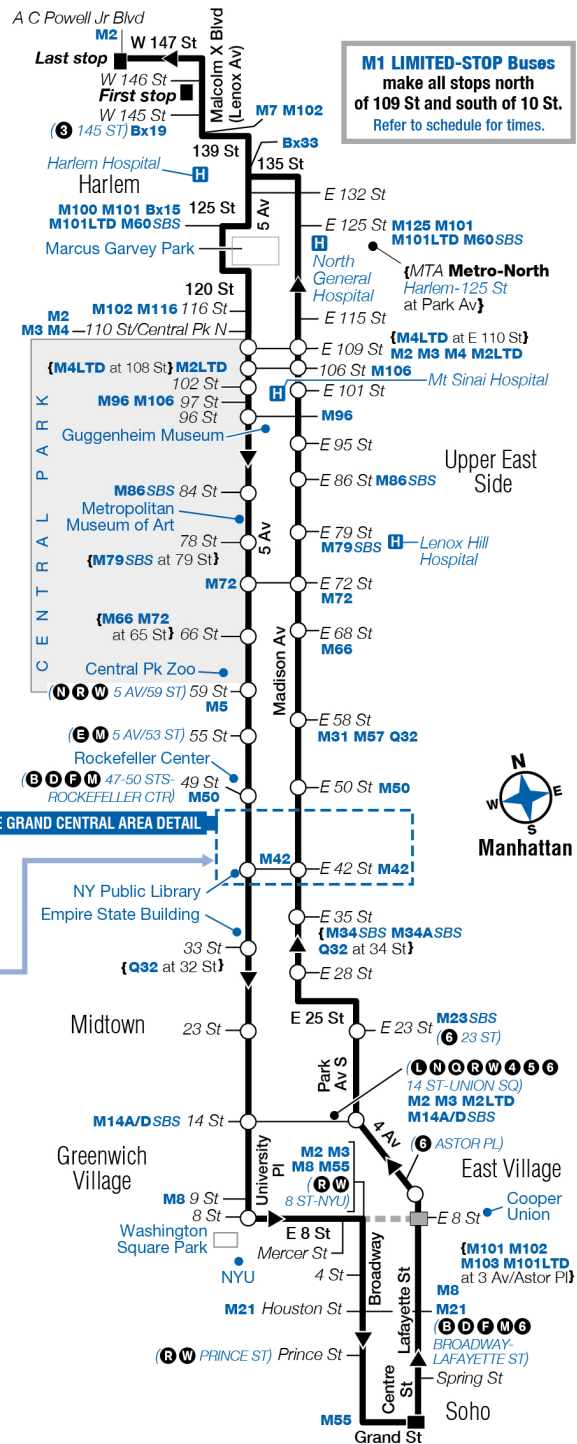 A C Powell Jr Blvd
M2
W 147 St
Last stop
W 146 St
First stop
W 145 St
(3 145 ST) Bx19
Malcolm X Blvd
(Lenox Av)
M1 LIMITED-STOP Buses
make all stops north
of 109 St and south of 10 St.
Refer to schedule for times.
M7 M102
139 St
Bx33
135 St
Harlem Hospital
H
Harlem
E 132 St
M100 M101 Bx15
M101LTD M60SBS
125 St
5 Av
E 125 St M125 M101
M101LTD M60SBS
Marcus Garvey Park
H
North
General
Hospital
{MTA Metro-North
Harlem-125 St
at Park Av}
120 St
M102 M116 116 St
E 115 St
M2
M3 M4 110 St/Central Pk N
E 109 St
{M4LTD at E 110 St}
M2 M3 M4 M2LTD
{M4LTD at 108 St} M2LTD
106 St M106
102 St
H
Mt Sinai Hospital
E 101 St
M96 M106 97 St
96 St
M96
Guggenheim Museum
E 95 St
CENTRAL PARK
Upper East
Side
M86SBS 84 St
E 86 St M86SBS
Metropolitan
Museum of Art
5 Av
78 St
{M79SBS at 79 St}
E 79 St
M79SBS
H
Lenox Hill
Hospital
M72
E 72 St
M72
{M66 M72
at 65 St} 66 St
E 68 St
M66
Madison Av
Central Pk Zoo
(N R W 5 AV/59 ST) 59 St
M5
E 58 St
M31 M57 Q32
(E M 5 AV/53 ST) 55 St
Rockefeller Center
(B D F M 47-50 STS-
ROCKEFELLER CTR)
49 St
M50
E 50 St M50
N
W
E
S
Manhattan
E GRAND CENTRAL AREA DETAIL
M42
E 42 St M42
NY Public Library
Empire State Building
E 35 St
{M34SBS M34ASBS
Q32 at 34 St}
33 St
{Q32 at 32 St}
E 28 St
E 25 St
Midtown
23 St
E 23 St
M23SBS
(6 23 ST)
Park
Av S
(L N Q R W 4 5 6
14 ST-UNION SQ)
M2 M3 M2LTD
M14A/DSBS
M14A/DSBS 14 St
4 Av
(6 ASTOR PL)
Greenwich
Village
University
Pl
M2 M3
M8 M55
(R W
8 ST-NYU)
East Village
M8 9 St
8 St
E 8 St
E 8 St
Cooper
Union
Washington
Square Park
Mercer St
NYU
4 St
Broadway
Lafayette St
{M101 M102
M103 M101LTD
at 3 Av/Astor Pl}
M8
M21 Houston St
M21
(B D F M 6
BROADWAY-
LAFAYETTE ST)
(R W PRINCE ST) Prince St
Spring St
Centre
St
Soho
M55
Grand St